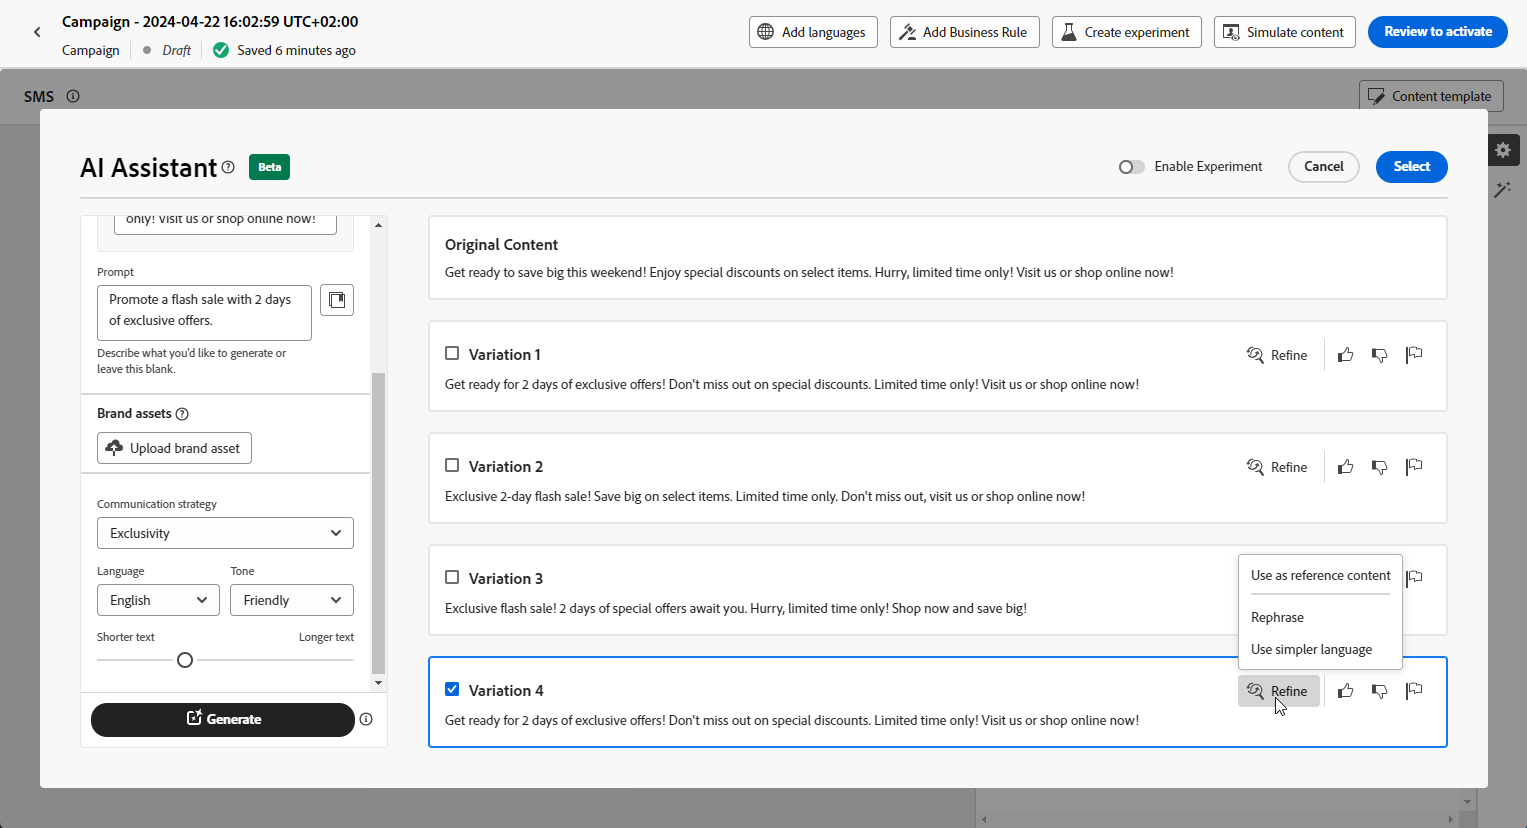 Campaign - 2024-04-22 16:02:59 UTC+02:00
Campaign
Draft
Saved 6 minutes ago
Add languages
Add Business Rule
Create experiment
Simulate content
Review to activate
SMS
Content template
AI Assistant
Beta
Enable Experiment
Cancel
Select
only! Visit us or shop online now!
Prompt
Promote a flash sale with 2 days
of exclusive offers.
Describe what you'd like to generate or
leave this blank.
Brand assets
Upload brand asset
Communication strategy
Exclusivity
Language
Tone
English
Friendly
Shorter text
Longer text
Generate
Original Content
Get ready to save big this weekend! Enjoy special discounts on select items. Hurry, limited time only! Visit us or shop online now!
Variation 1
Refine
Get ready for 2 days of exclusive offers! Don't miss out on special discounts. Limited time only! Visit us or shop online now!
Variation 2
Refine
Exclusive 2-day flash sale! Save big on select items. Limited time only. Don't miss out, visit us or shop online now!
Variation 3
Exclusive flash sale! 2 days of special offers await you. Hurry, limited time only! Shop now and save big!
Use as reference content
Rephrase
Use simpler language
Variation 4
Refine
Get ready for 2 days of exclusive offers! Don't miss out on special discounts. Limited time only! Visit us or shop online now!